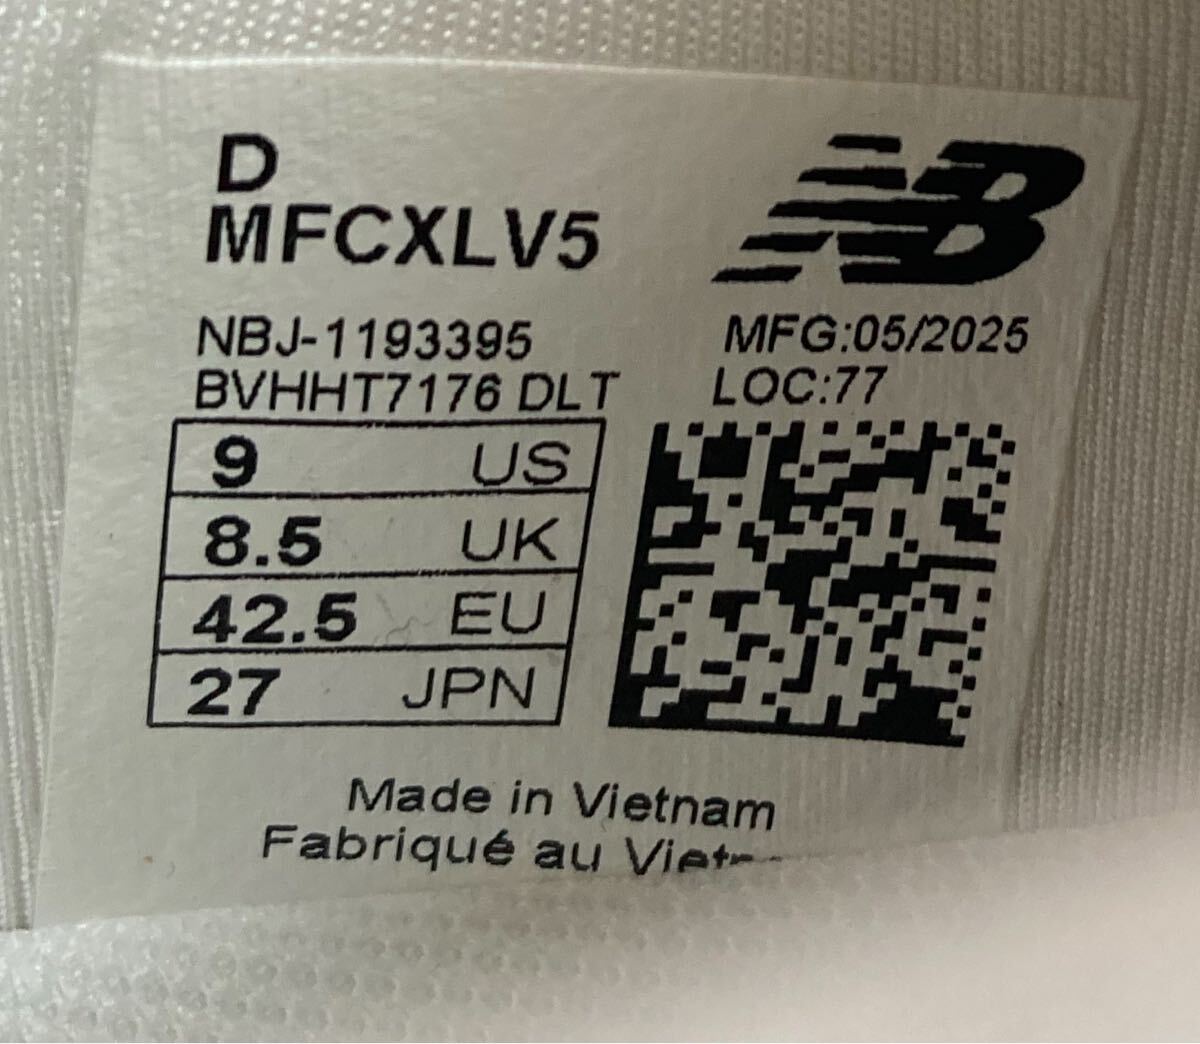 D
MFCXLV5
NB
NBJ-1193395
MFG:05/2025
BVHHT7176 DLT
LOC:77
9 US
8.5 UK
42.5 EU
27 JPN
Made in Vietnam
Fabriqué au